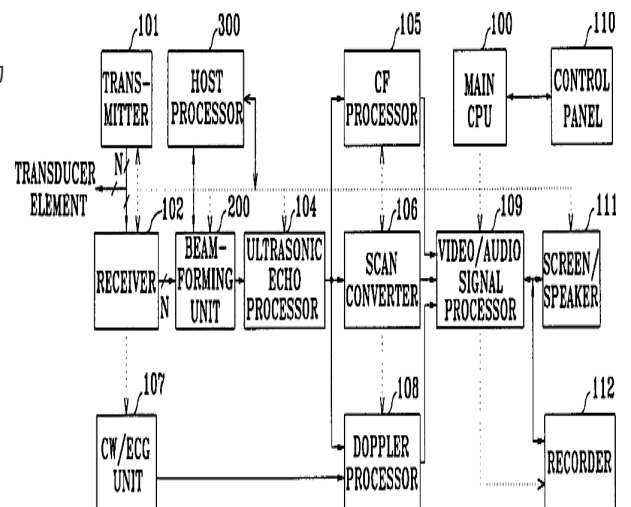 101
TRANS-
MITTER
300
HOST
PROCESSOR
105
CF
PROCESSOR
100
MAIN
CPU
110
CONTROL
PANEL
N
TRANSDUCER
ELEMENT
102
RECEIVER
N
200
BEAM-
FORMING
UNIT
104
ULTRASONIC
ECHO
PROCESSOR
106
SCAN
CONVERTER
109
VIDEO/AUDIO
SIGNAL
PROCESSOR
111
SCREEN/
SPEAKER
107
CW/ECG
UNIT
108
DOPPLER
PROCESSOR
112
RECORDER